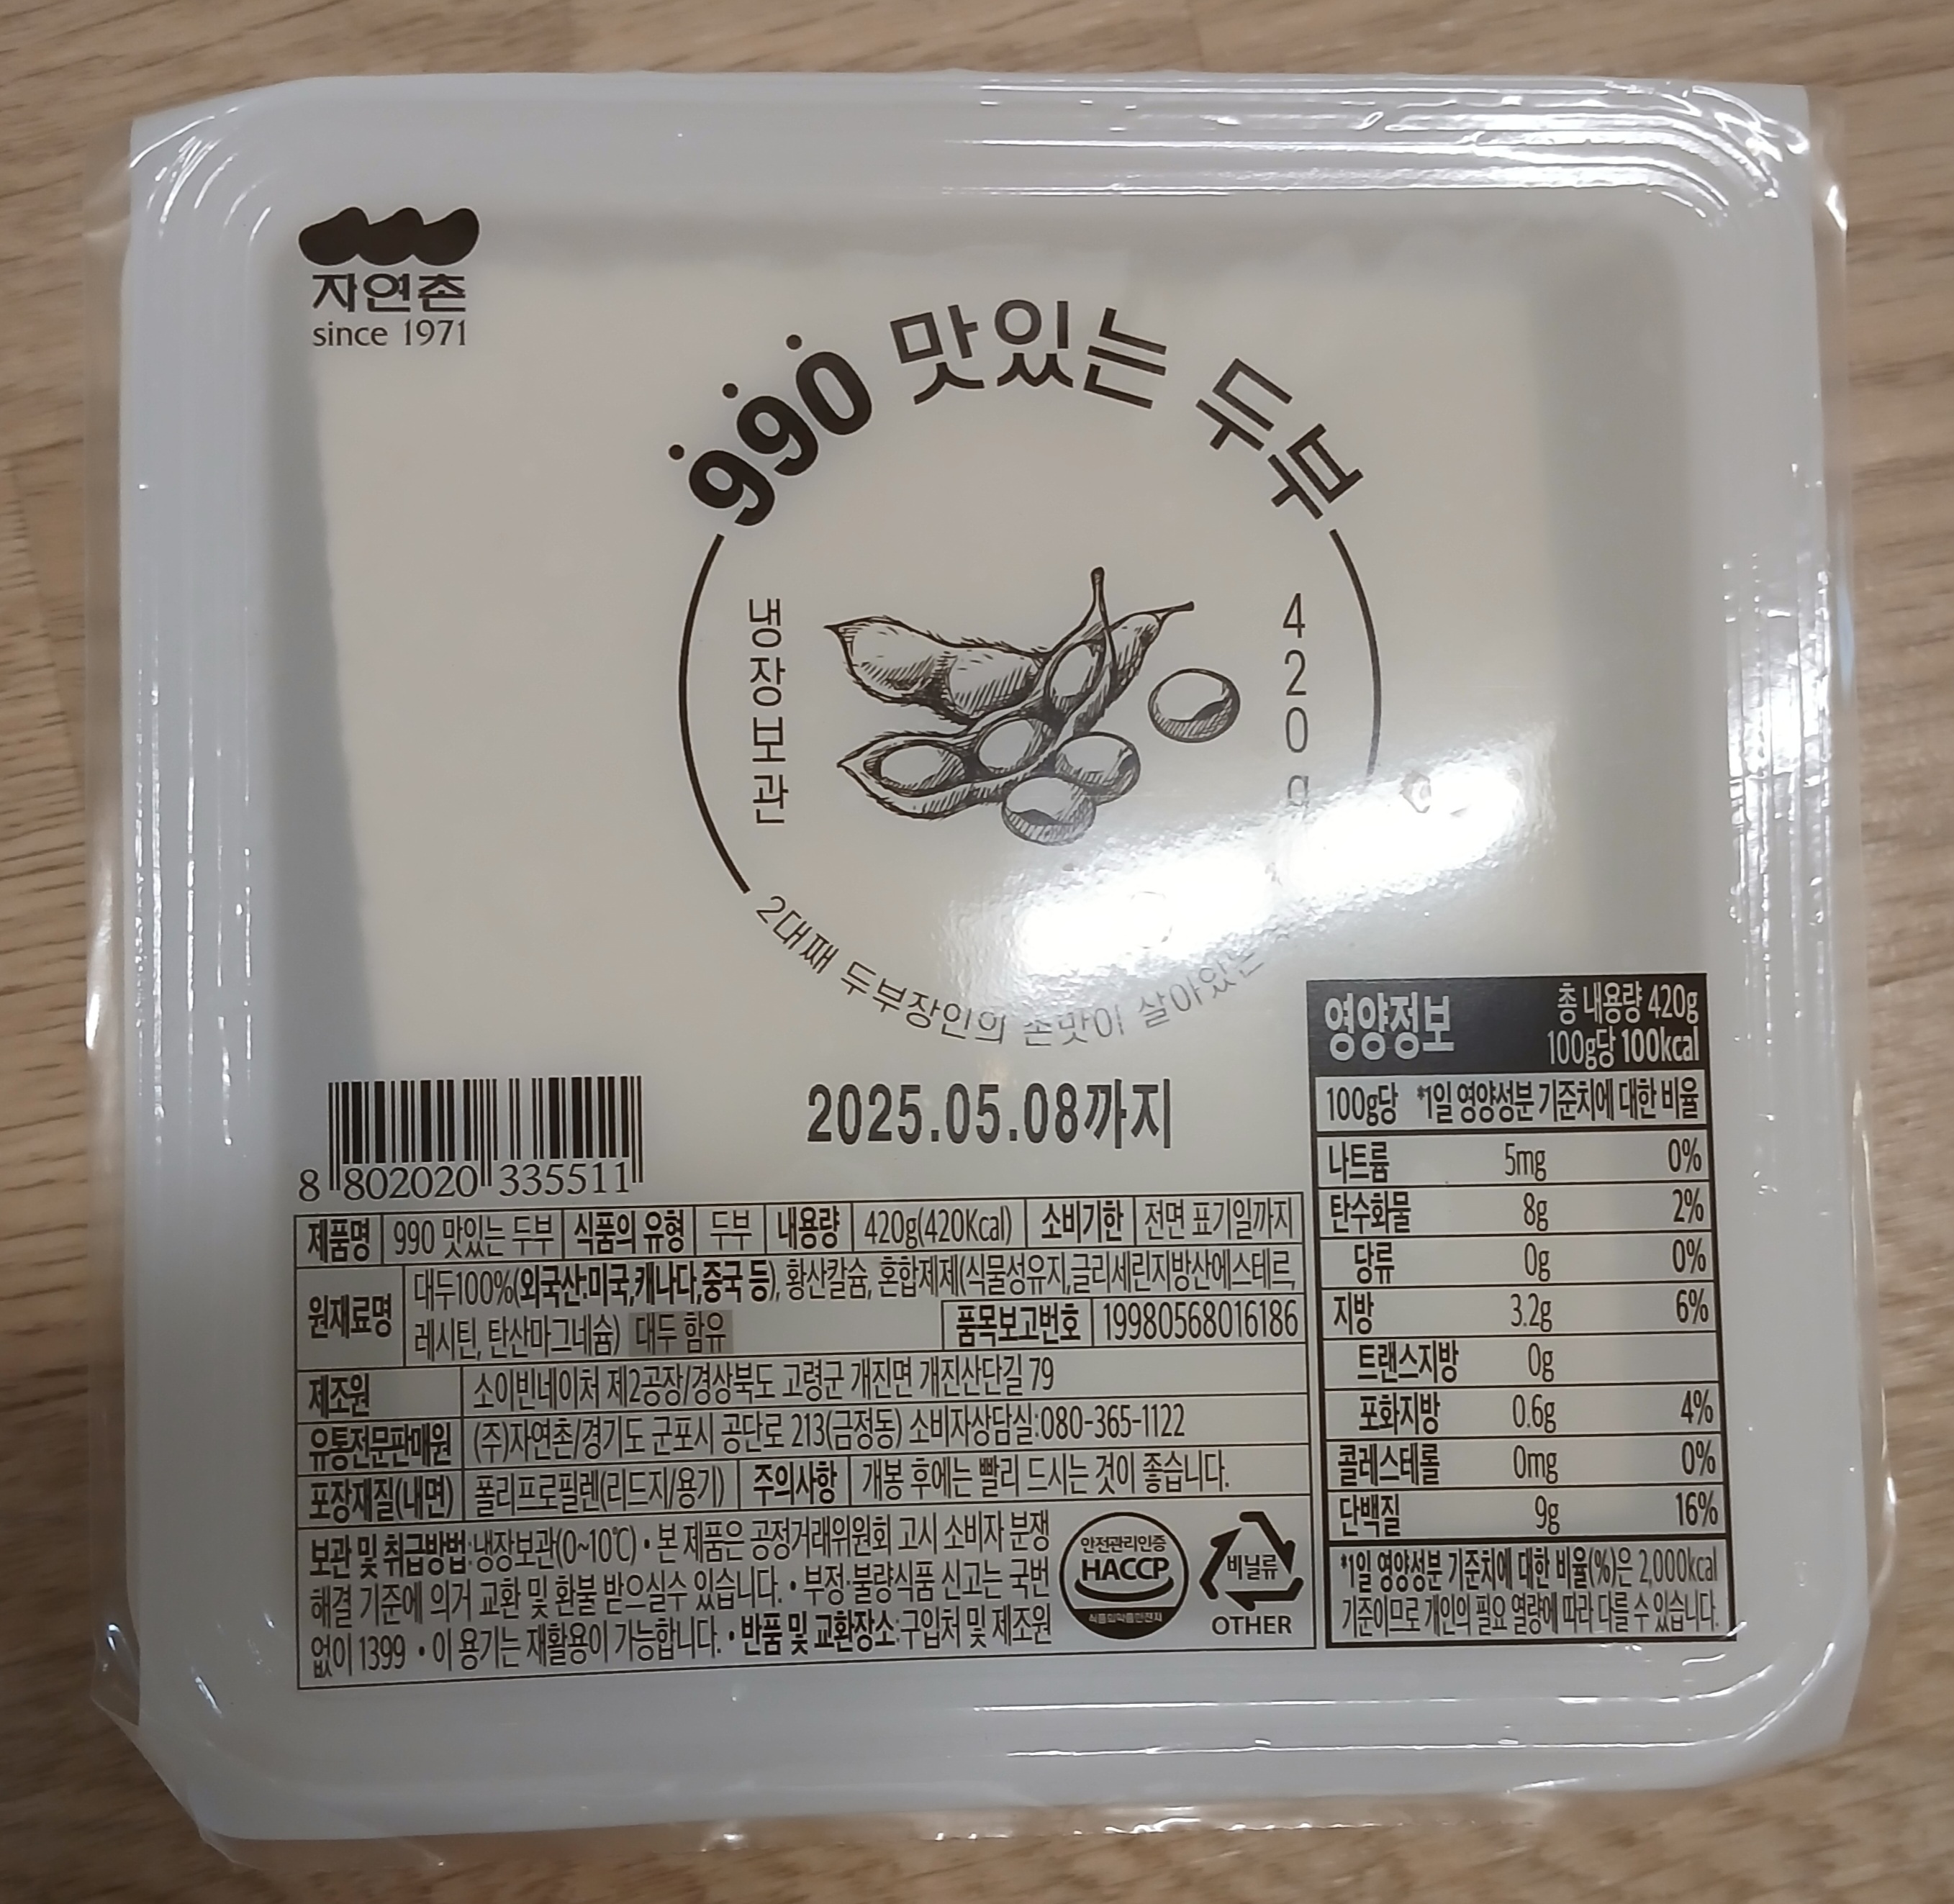 자연촌
since 1971
990 맛있는 두부
냉장보관
420g
2대째 두부장인의 손맛이 살아있는
2025.05.08까지
8 802020 335511
제품명 990 맛있는 두부 식품의 유형 두부 내용량 420g(420Kcal) 소비기한 전면 표기일까지
원재료명 대두100%(외국산:미국,캐나다,중국 등), 황산칼슘, 혼합제제(식물성유지,글리세린지방산에스테르,
레시틴, 탄산마그네슘) 대두 함유 품목보고번호 19980568016186
제조원 소이빈네이처 제2공장/경상북도 고령군 개진면 개진산단길 79
유통전문판매원 (주)자연촌/경기도 군포시 공단로 213(금정동) 소비자상담실:080-365-1122
포장재질(내면) 폴리프로필렌(리드지/용기) 주의사항 개봉 후에는 빨리 드시는 것이 좋습니다.
보관 및 취급방법:냉장보관(0~10℃) • 본 제품은 공정거래위원회 고시 소비자 분쟁
해결 기준에 의거 교환 및 환불 받으실수 있습니다. • 부정·불량식품 신고는 국번
없이 1399 • 이 용기는 재활용이 가능합니다. • 반품 및 교환장소:구입처 및 제조원
안전관리인증
HACCP
식품의약품안전처
비닐류
OTHER
영양정보 총 내용량 420g
100g당 100kcal
100g당 *1일 영양성분 기준치에 대한 비율
나트륨 5mg 0%
탄수화물 8g 2%
당류 0g 0%
지방 3.2g 6%
트랜스지방 0g
포화지방 0.6g 4%
콜레스테롤 0mg 0%
단백질 9g 16%
*1일 영양성분 기준치에 대한 비율(%)은 2,000kcal
기준이므로 개인의 필요 열량에 따라 다를 수 있습니다.